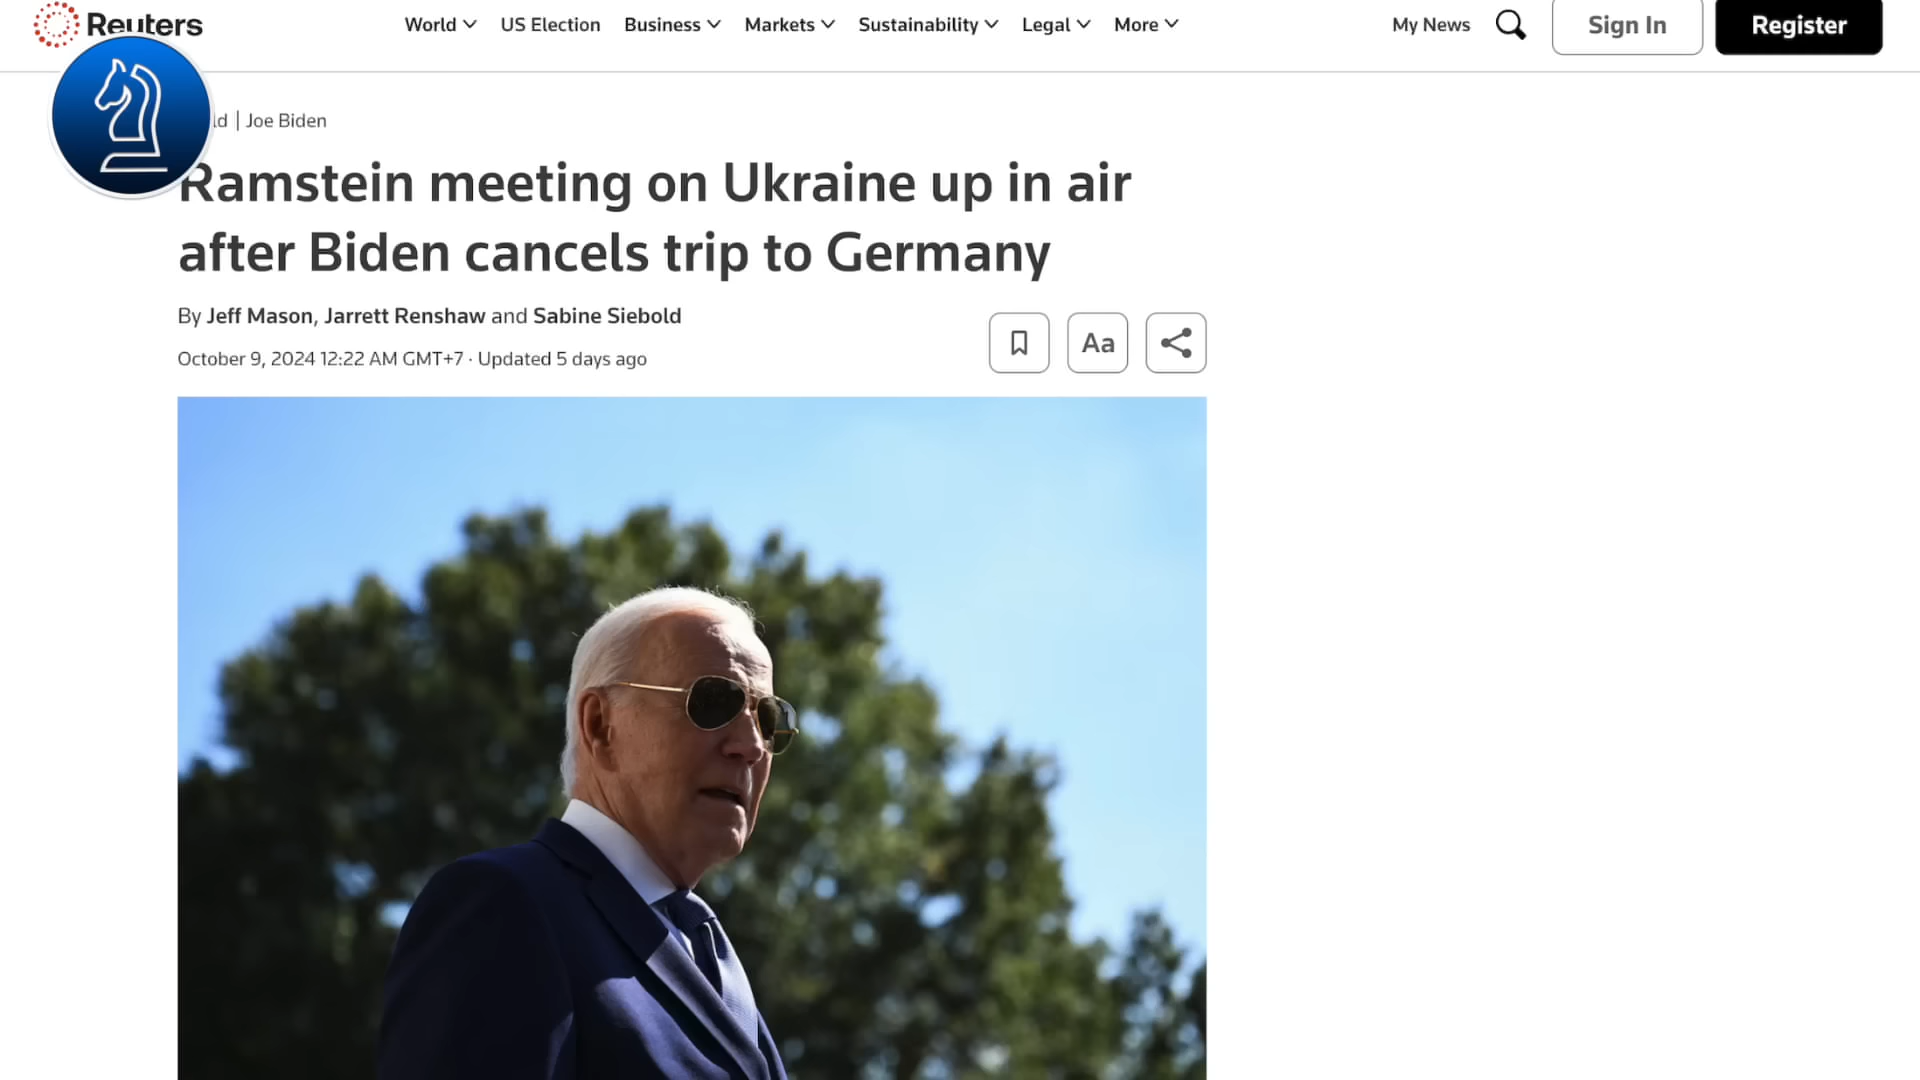 Reuters
World
US Election
Business
Markets
Sustainability
Legal
More
My News
Sign In
Register
ld | Joe Biden
Ramstein meeting on Ukraine up in air
after Biden cancels trip to Germany
By Jeff Mason, Jarrett Renshaw and Sabine Siebold
October 9, 2024 12:22 AM GMT+7 · Updated 5 days ago
Aa